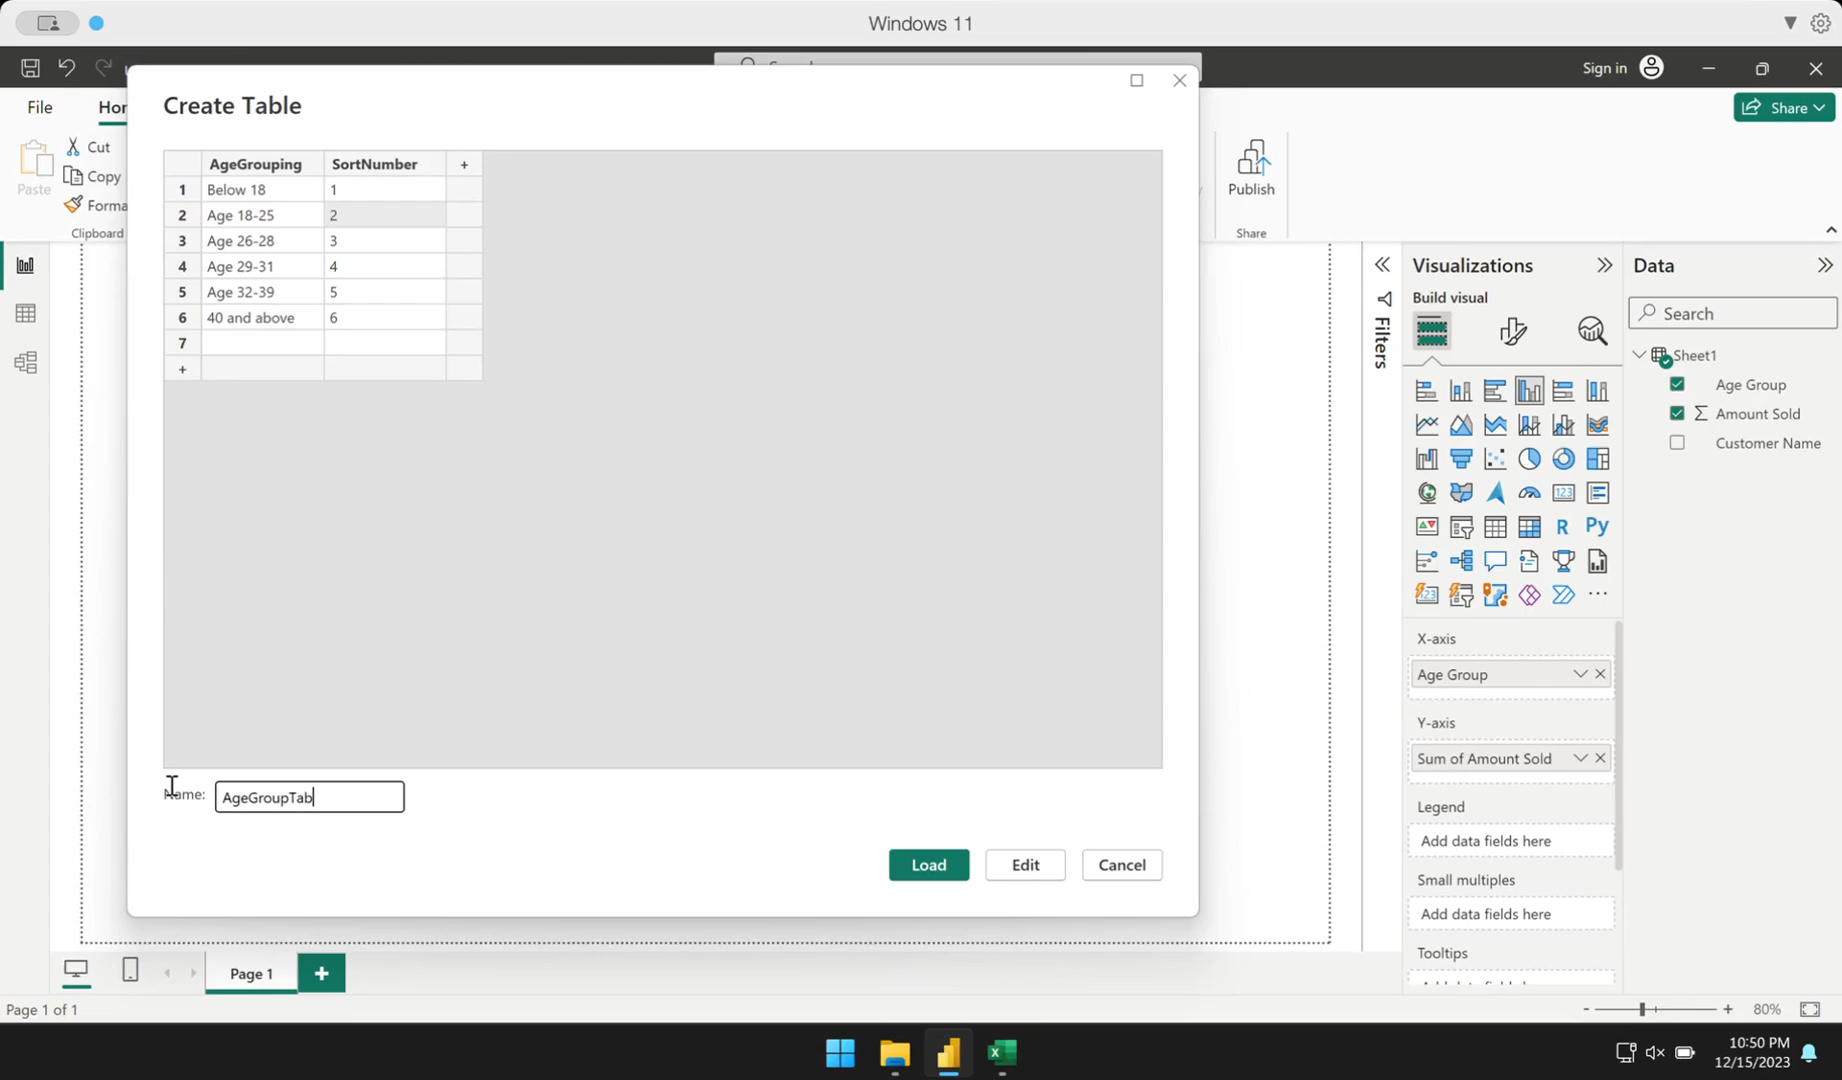 Windows 11
Sign in
File
Hor
Share
Create Table
Cut
Copy
Forma
Paste
Clipboard
Publish
Share
AgeGrouping SortNumber +
1 Below 18 1
2 Age 18-25 2
3 Age 26-28 3
4 Age 29-31 4
5 Age 32-39 5
6 40 and above 6
7
+
Name: AgeGroupTab
Load Edit Cancel
Filters
Visualizations
Build visual
123
R Py
123
X-axis
Age Group
Y-axis
Sum of Amount Sold
Legend
Add data fields here
Small multiples
Add data fields here
Tooltips
Data
Search
Sheet1
Age Group
Σ Amount Sold
Customer Name
Page 1 +
Page 1 of 1
- + 80%
10:50 PM
12/15/2023